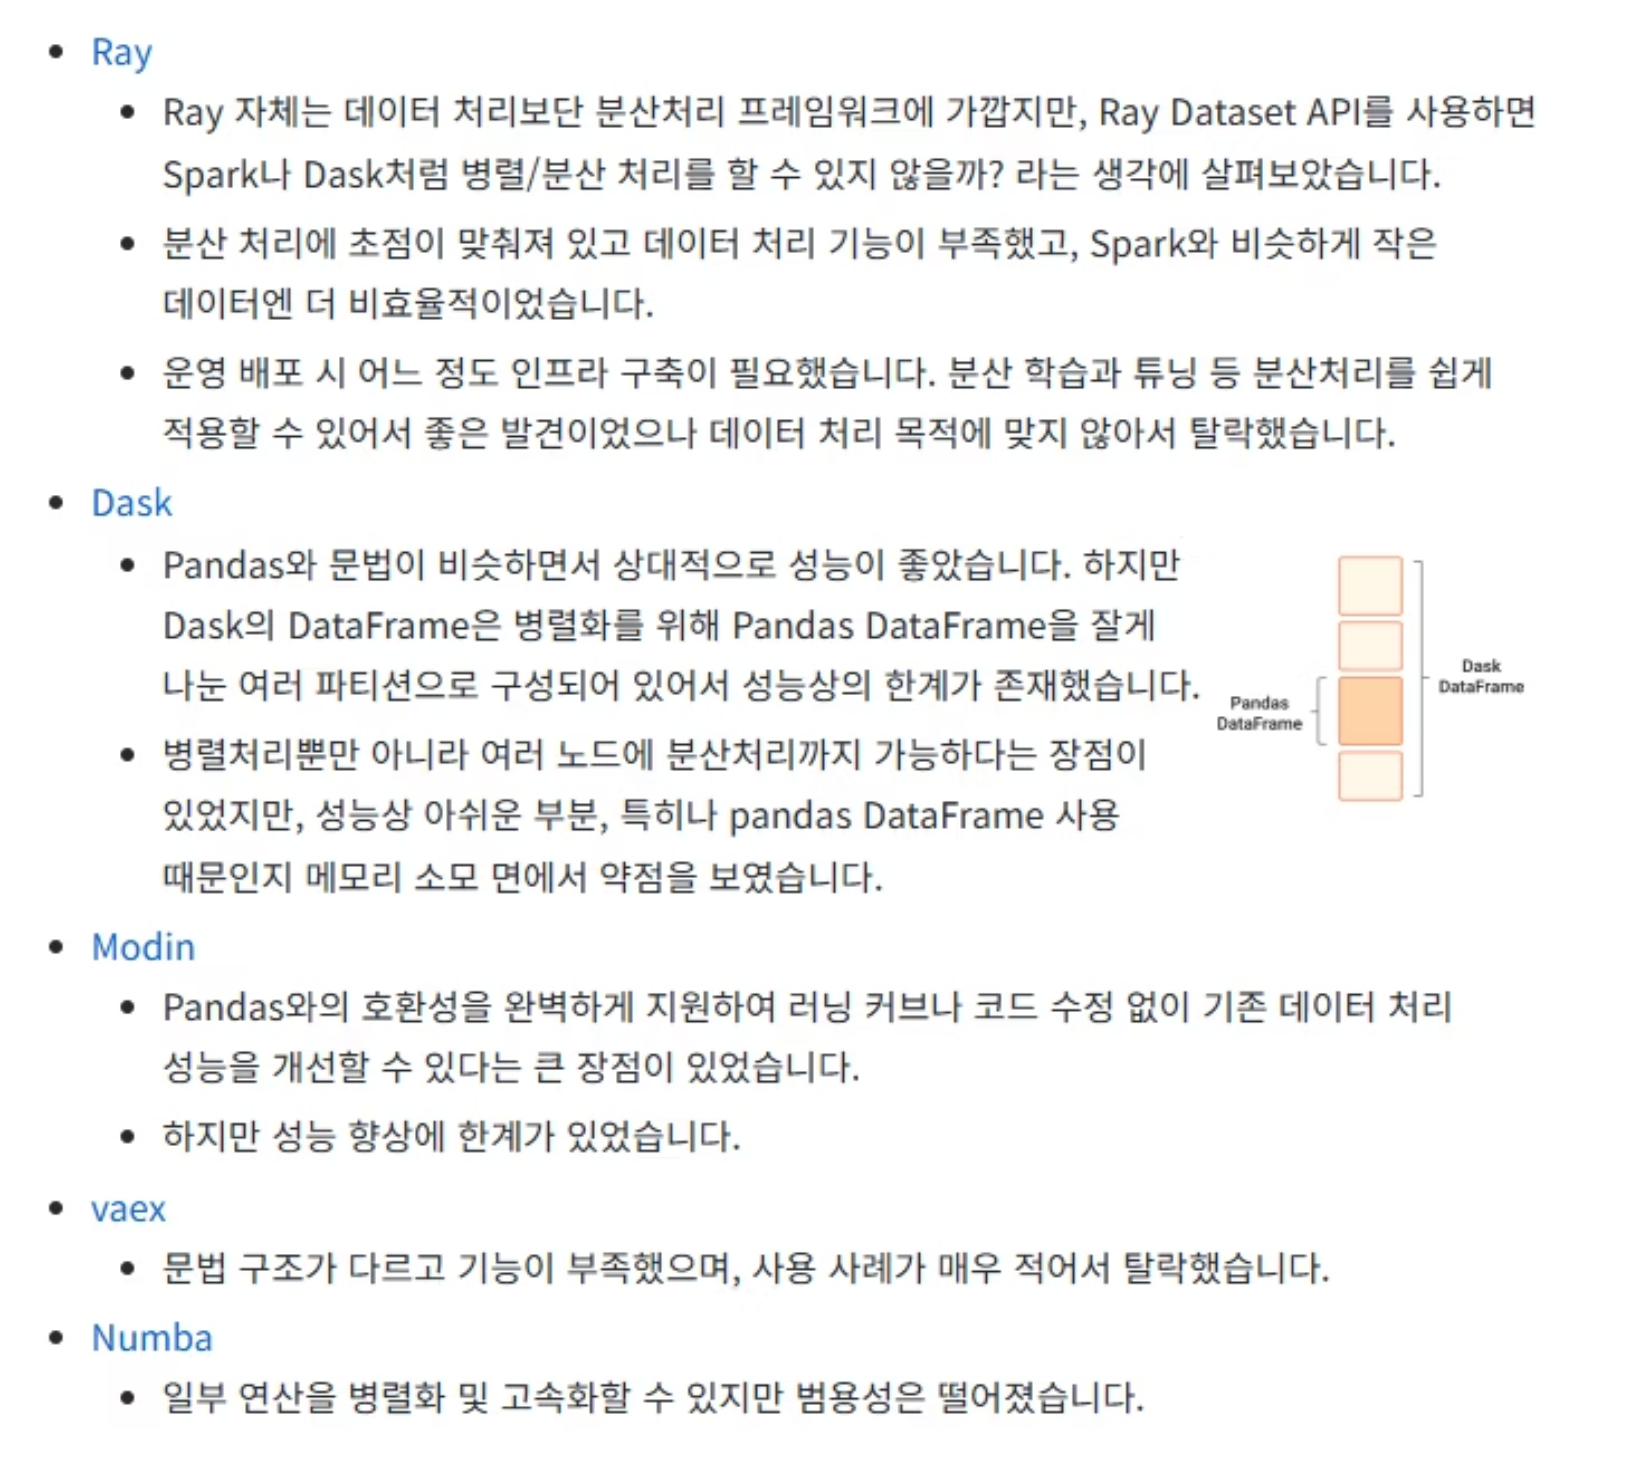 Ray
Ray 자체는 데이터 처리보단 분산처리 프레임워크에 가깝지만, Ray Dataset API를 사용하면
Spark나 Dask처럼 병렬/분산 처리를 할 수 있지 않을까? 라는 생각에 살펴보았습니다.
분산 처리에 초점이 맞춰져 있고 데이터 처리 기능이 부족했고, Spark와 비슷하게 작은
데이터엔 더 비효율적이었습니다.
운영 배포 시 어느 정도 인프라 구축이 필요했습니다. 분산 학습과 튜닝 등 분산처리를 쉽게
적용할 수 있어서 좋은 발견이었으나 데이터 처리 목적에 맞지 않아서 탈락했습니다.
Dask
Pandas와 문법이 비슷하면서 상대적으로 성능이 좋았습니다. 하지만
Dask의 DataFrame은 병렬화를 위해 Pandas DataFrame을 잘게
나눈 여러 파티션으로 구성되어 있어서 성능상의 한계가 존재했습니다.
병렬처리뿐만 아니라 여러 노드에 분산처리까지 가능하다는 장점이
있었지만, 성능상 아쉬운 부분, 특히나 pandas DataFrame 사용
때문인지 메모리 소모 면에서 약점을 보였습니다.
Pandas
DataFrame
Dask
DataFrame
Modin
Pandas와의 호환성을 완벽하게 지원하여 러닝 커브나 코드 수정 없이 기존 데이터 처리
성능을 개선할 수 있다는 큰 장점이 있었습니다.
하지만 성능 향상에 한계가 있었습니다.
vaex
문법 구조가 다르고 기능이 부족했으며, 사용 사례가 매우 적어서 탈락했습니다.
Numba
일부 연산을 병렬화 및 고속화할 수 있지만 범용성은 떨어졌습니다.